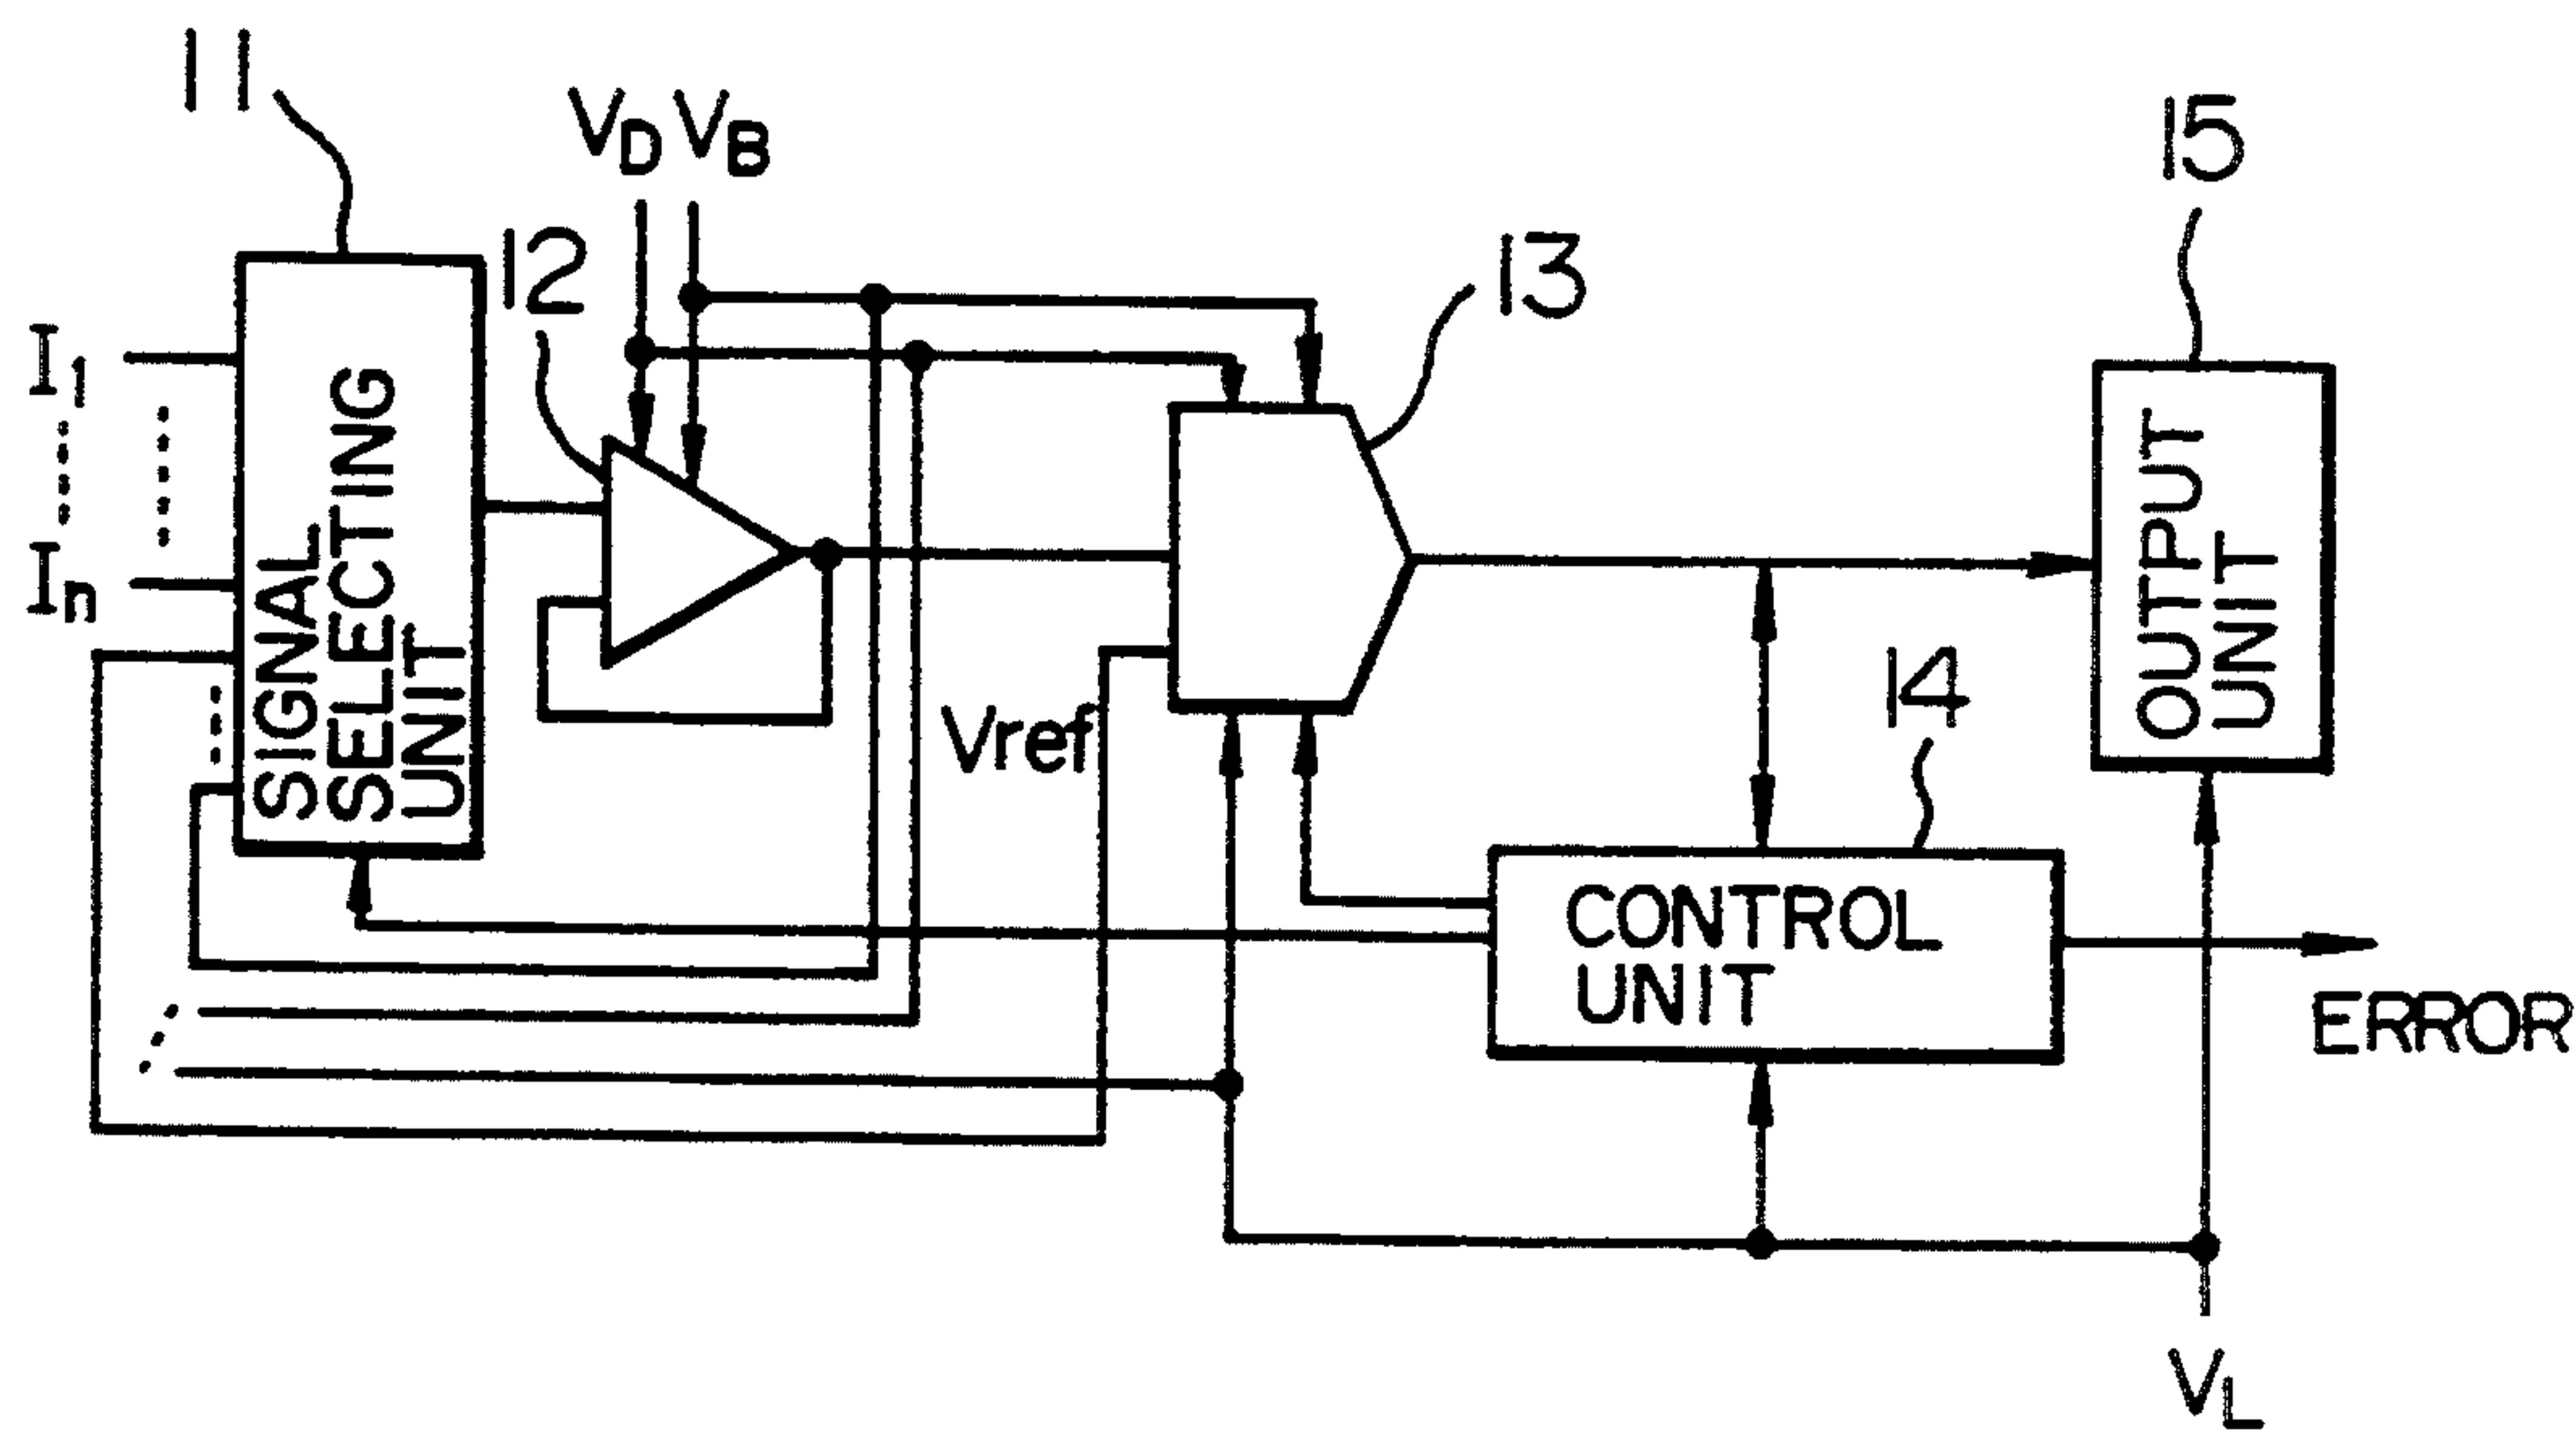 11
VD VB
15
12
13
I1
In
SIGNAL
SELECTING
UNIT
OUTPUT
UNIT
14
Vref
CONTROL
UNIT
ERROR
VL